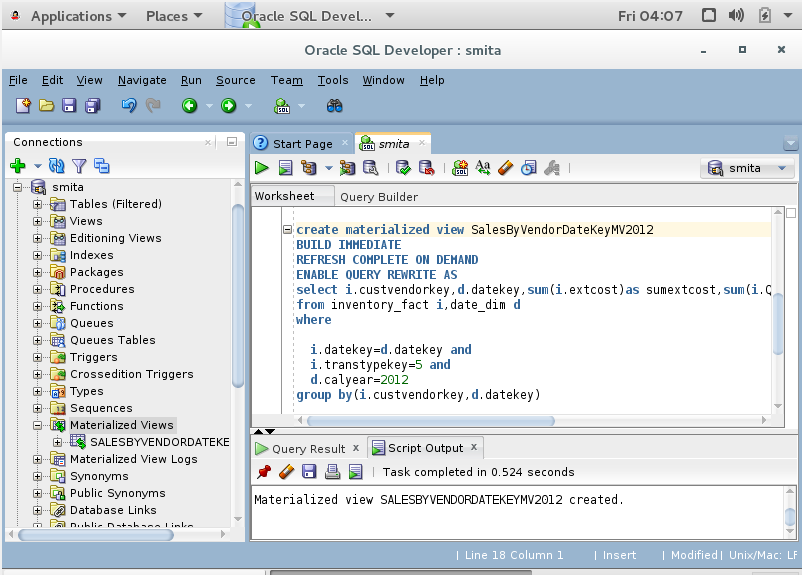 Applications Places Oracle SQL Devel... Fri 04:07
Oracle SQL Developer : smita
File Edit View Navigate Run Source Team Tools Window Help
Connections
smita
Tables (Filtered)
Views
Editioning Views
Indexes
Packages
Procedures
Functions
Queues
Queues Tables
Triggers
Crossedition Triggers
Types
Sequences
Materialized Views
SALESBYVENDORDATEKE
Materialized View Logs
Synonyms
Public Synonyms
Database Links
Public Database Links
Start Page smita
smita
Worksheet Query Builder
create materialized view SalesByVendorDateKeyMV2012
BUILD IMMEDIATE
REFRESH COMPLETE ON DEMAND
ENABLE QUERY REWRITE AS
select i.custvendorkey,d.datekey,sum(i.extcost)as sumextcost,sum(i.Q
from inventory_fact i,date_dim d
where
i.datekey=d.datekey and
i.transtypekey=5 and
d.calyear=2012
group by(i.custvendorkey,d.datekey)
Query Result x Script Output x
Task completed in 0.524 seconds
Materialized view SALESBYVENDORDATEKEYMV2012 created.
| Line 18 Column 1 | Insert | Modified | Unix/Mac: LF